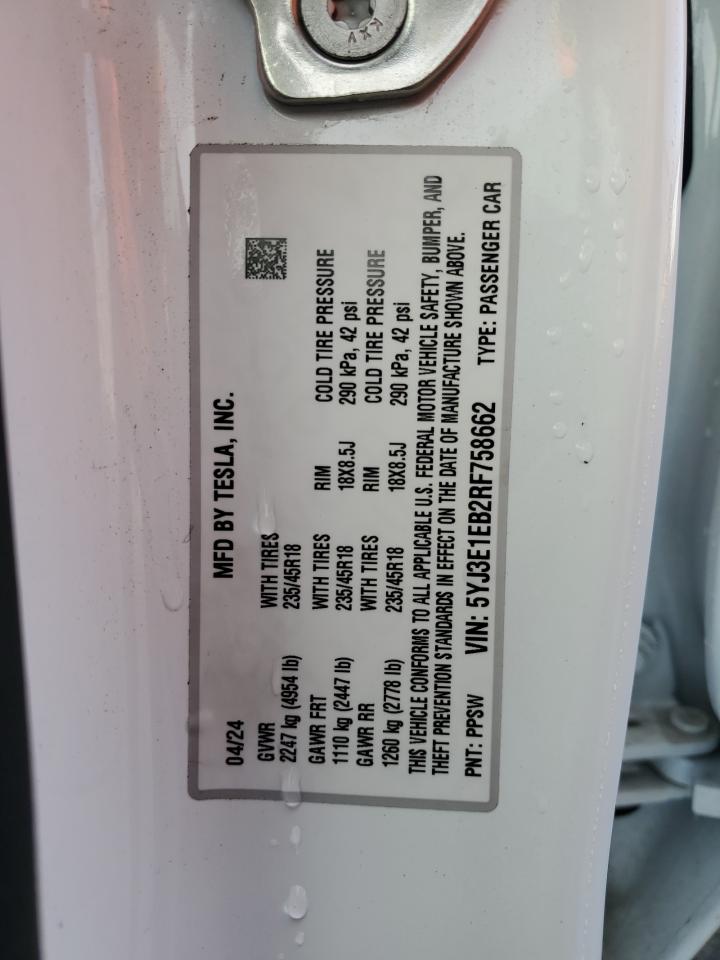 KXV
MFD BY TESLA, INC.
04/24
GVWR WITH TIRES
2247 kg (4954 lb) 235/45R18
GAWR FRT WITH TIRES RIM COLD TIRE PRESSURE
1110 kg (2447 lb) 235/45R18 18X8.5J 290 kPa, 42 psi
GAWR RR WITH TIRES RIM COLD TIRE PRESSURE
1260 kg (2778 lb) 235/45R18 18X8.5J 290 kPa, 42 psi
THIS VEHICLE CONFORMS TO ALL APPLICABLE U.S. FEDERAL MOTOR VEHICLE SAFETY, BUMPER, AND
THEFT PREVENTION STANDARDS IN EFFECT ON THE DATE OF MANUFACTURE SHOWN ABOVE.
PNT: PPSW VIN: 5YJ3E1EB2RF758662 TYPE: PASSENGER CAR